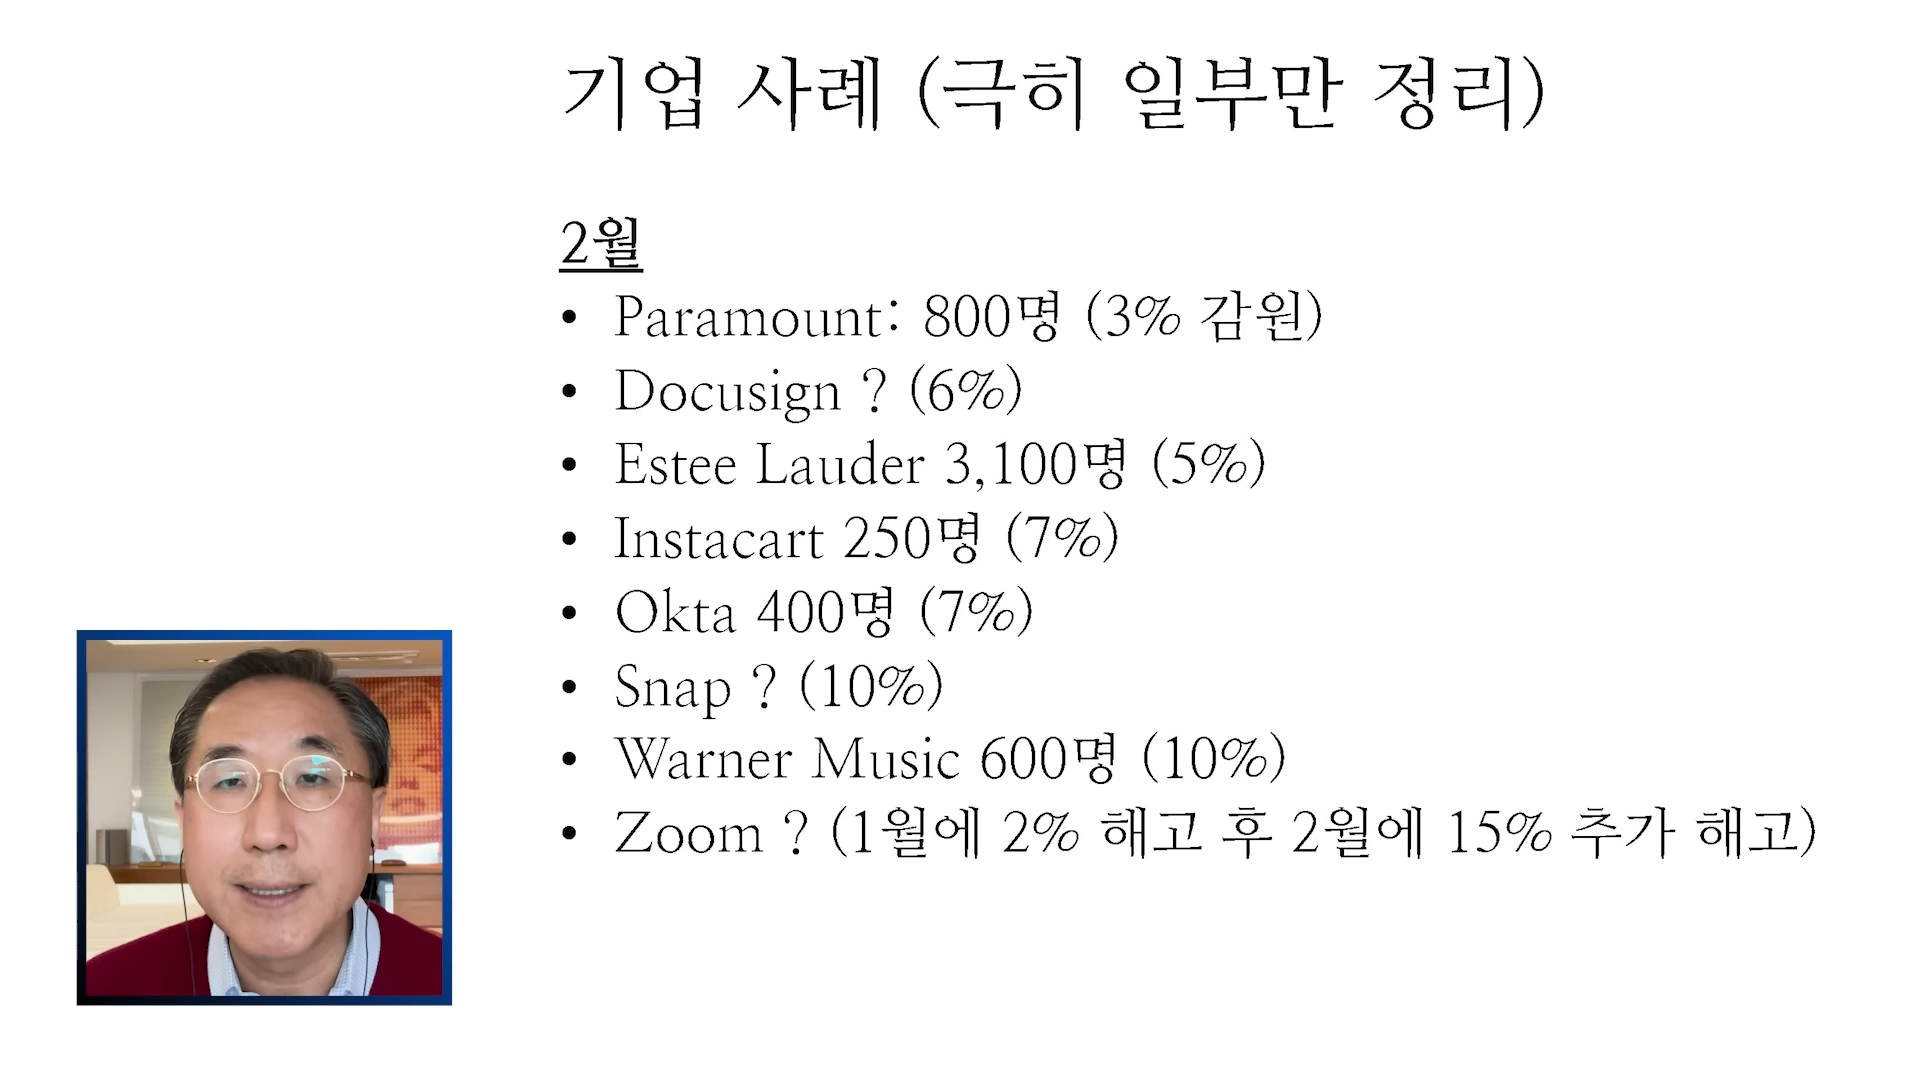 기업 사례 (극히 일부만 정리)
2월
• Paramount: 800명 (3% 감원)
• Docusign ? (6%)
• Estee Lauder 3,100명 (5%)
• Instacart 250명 (7%)
• Okta 400명 (7%)
• Snap ? (10%)
• Warner Music 600명 (10%)
• Zoom ? (1월에 2% 해고 후 2월에 15% 추가 해고)